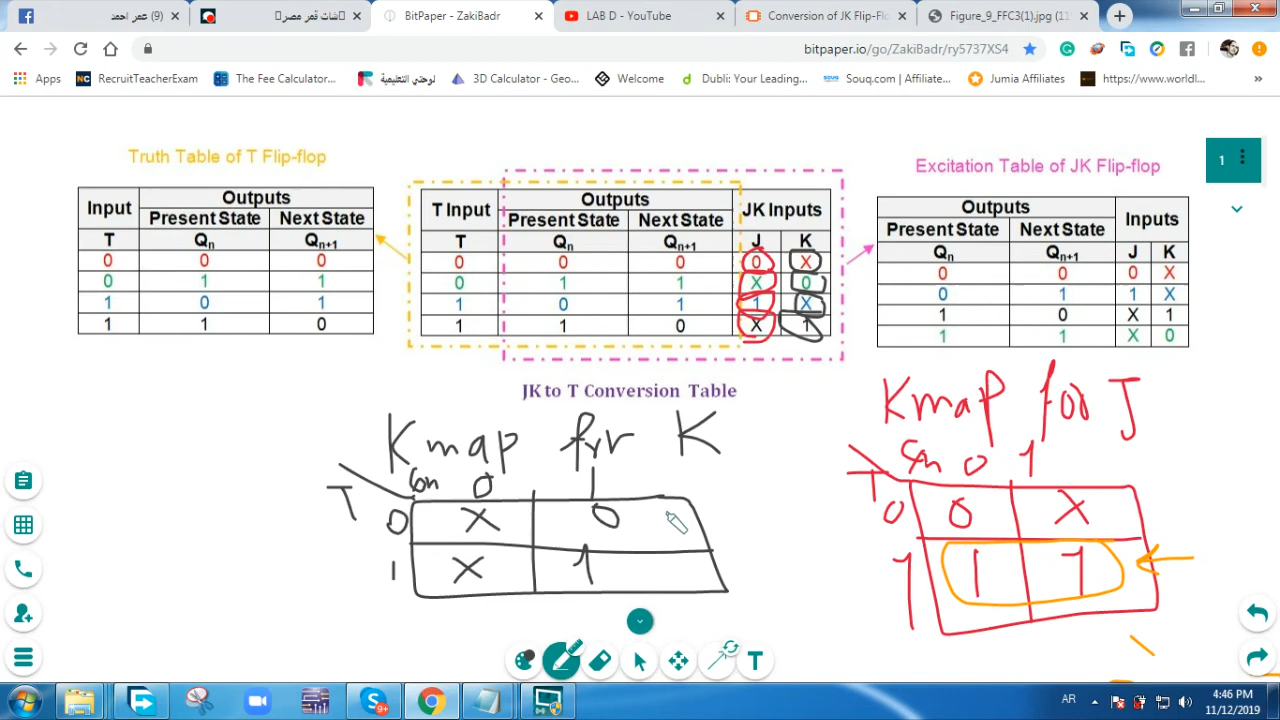 (9) عمر احمد
شات قمر مصر
BitPaper - ZakiBadr
LAB D - YouTube
Conversion of JK Flip-Flo
Figure_9_FFC3(1).jpg (11
bitpaper.io/go/ZakiBadr/ry5737XS4
Apps
RecruitTeacherExam
The Fee Calculator...
3D Calculator - Geo...
Welcome
Dubli: Your Leading...
Souq.com | Affiliate...
Jumia Affiliates
https://www.worldl...
1
Truth Table of T Flip-flop
Input Outputs
Present State Next State
T Qn Qn+1
0 0 0
0 1 1
1 0 1
1 1 0
T Input Outputs JK Inputs
Present State Next State
T Qn Qn+1 J K
0 0 0 0 X
0 1 1 X 0
1 0 1 1 X
1 1 0 X 1
JK to T Conversion Table
Excitation Table of JK Flip-flop
Outputs Inputs
Present State Next State
Qn Qn+1 J K
0 0 0 X
0 1 1 X
1 0 X 1
1 1 X 0
Kmap for K
T Qn 0 1
0 X 0
1 X 1
Kmap for J
T Qn 0 1
0 0 X
1 1 1
T
9+
AR
4:46 PM
11/12/2019